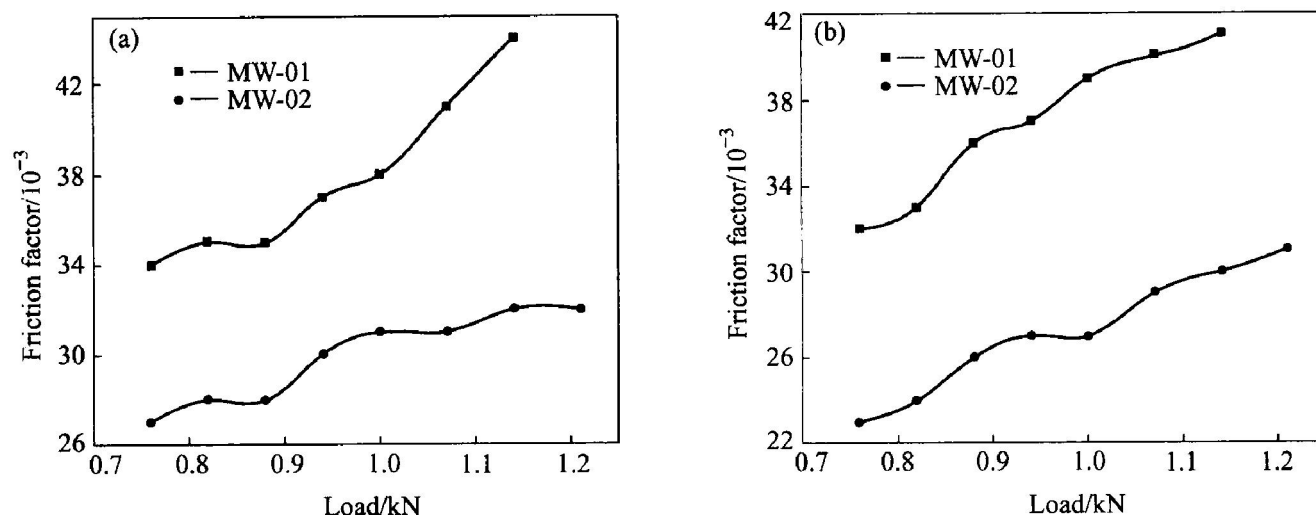 (a)
MW-01
MW-02
Friction factor/10⁻³
42
38
34
30
26
0.7 0.8 0.9 1.0 1.1 1.2
Load/kN
(b)
MW-01
MW-02
Friction factor/10⁻³
42
38
34
30
26
22
0.7 0.8 0.9 1.0 1.1 1.2
Load/kN